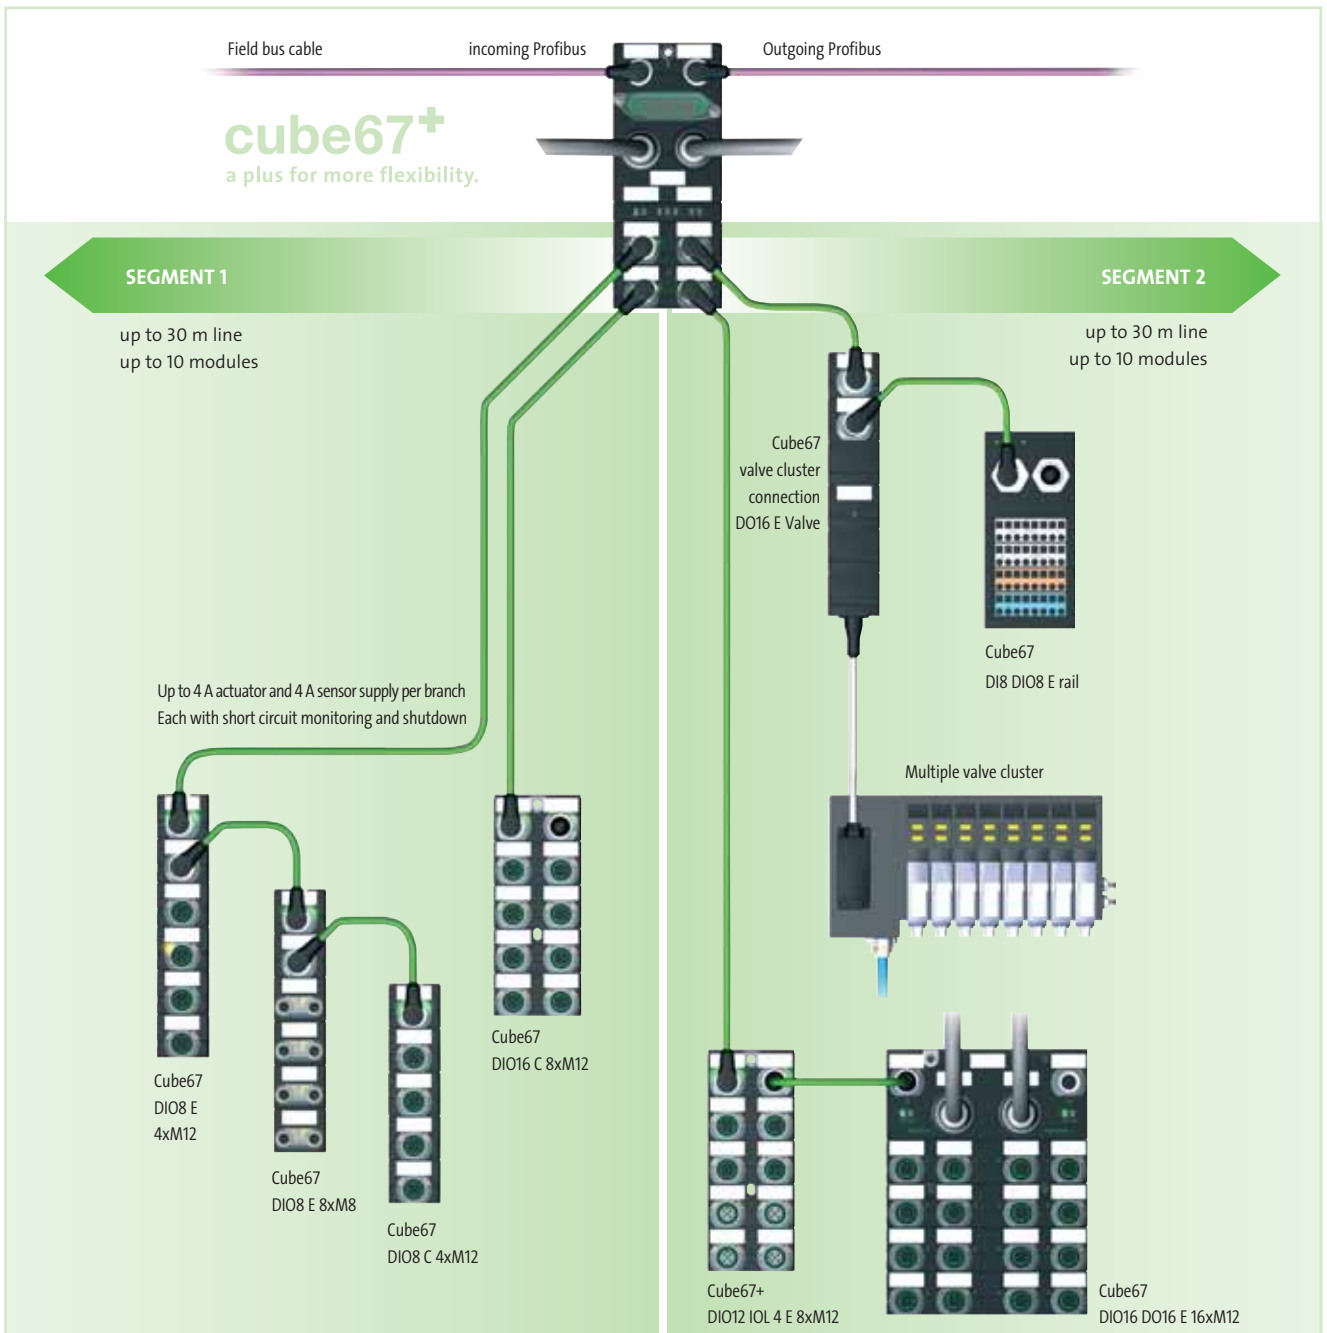 Field bus cable
incoming Profibus
Outgoing Profibus
cube67+
a plus for more flexibility.
SEGMENT 1
SEGMENT 2
up to 30 m line
up to 10 modules
up to 30 m line
up to 10 modules
Cube67
valve cluster
connection
DO16 E Valve
Cube67
DI8 DIO8 E rail
Up to 4 A actuator and 4 A sensor supply per branch
Each with short circuit monitoring and shutdown
Multiple valve cluster
Cube67
DIO16 C 8xM12
Cube67
DIO8 E
4xM12
Cube67
DIO8 E 8xM8
Cube67
DIO8 C 4xM12
Cube67+
DIO12 IOL 4 E 8xM12
Cube67
DIO16 DO16 E 16xM12